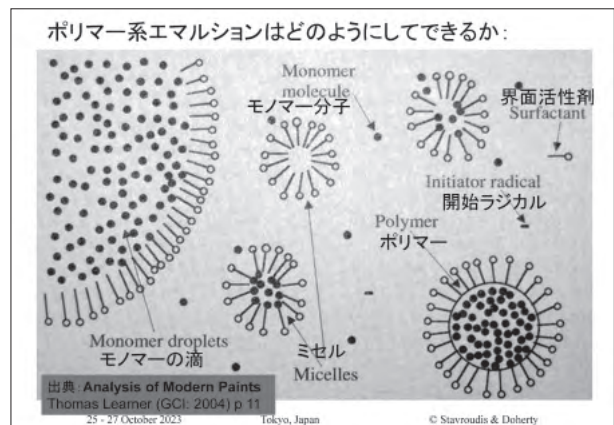 ポリマー系エマルションはどのようにしてできるか:
Monomer
molecule
モノマー分子
界面活性剤
Surfactant
Initiator radical
開始ラジカル
Polymer
ポリマー
Monomer droplets
モノマーの滴
ミセル
Micelles
出典: Analysis of Modern Paints
Thomas Learner (GCI: 2004) p 11
25 - 27 October 2023 Tokyo, Japan © Stavroudis & Doherty